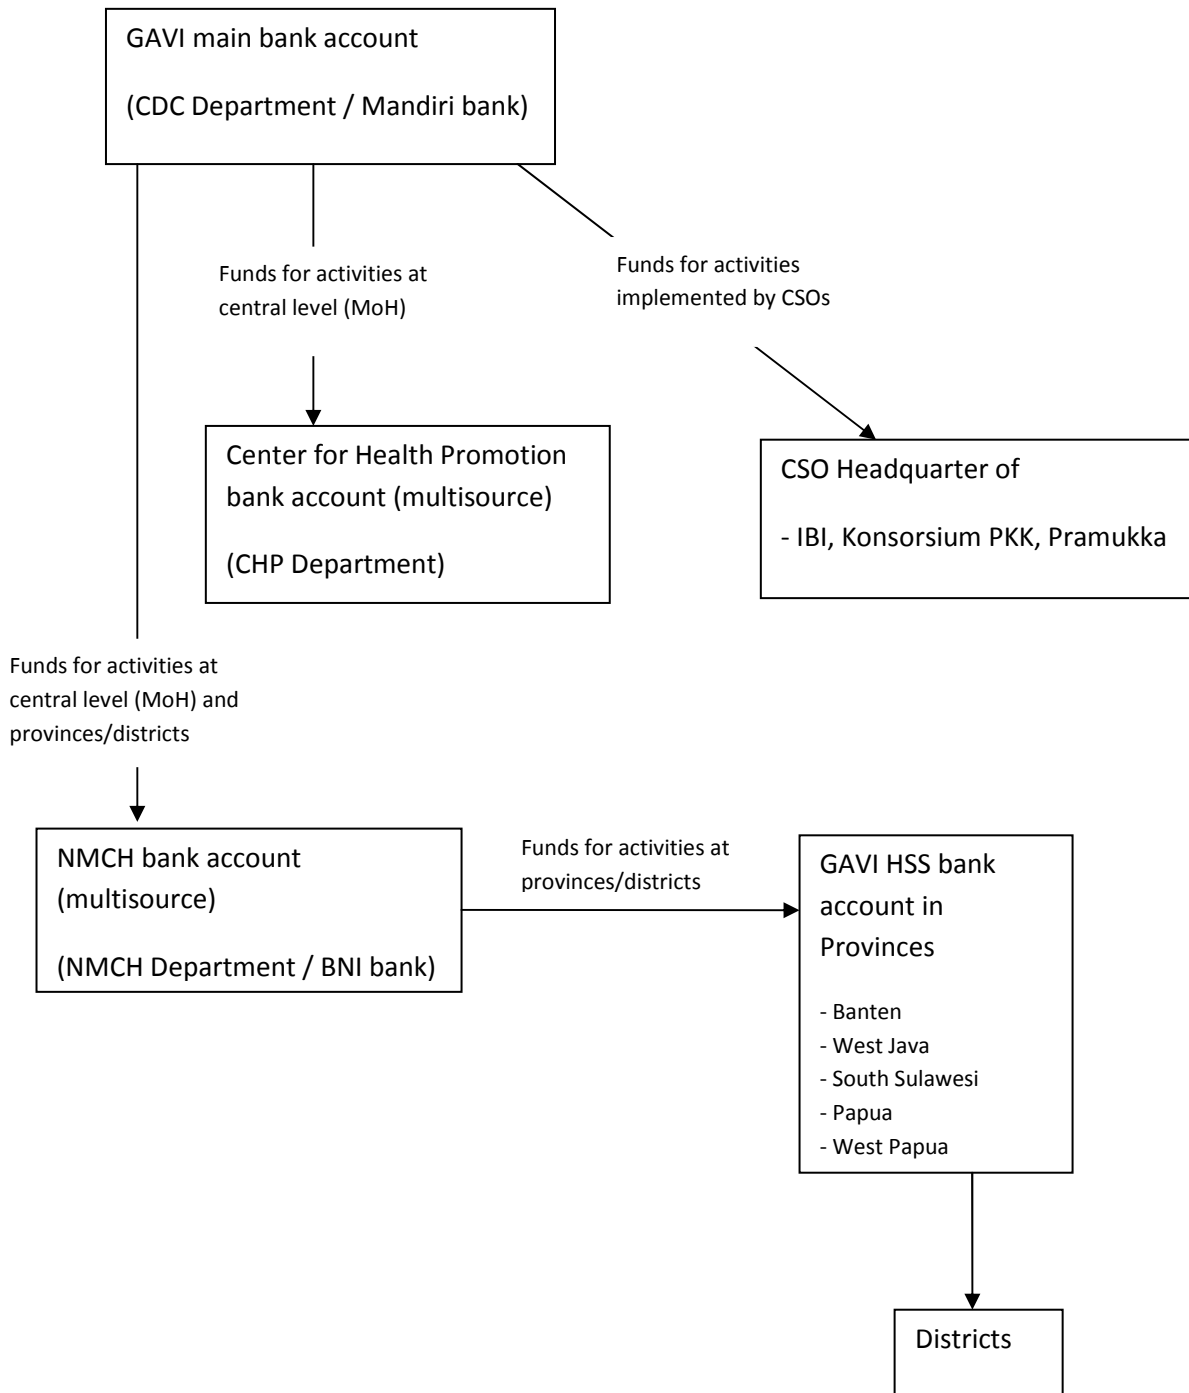 GAVI main bank account
(CDC Department / Mandiri bank)
Funds for activities at
central level (MoH)
Funds for activities
implemented by CSOs
Center for Health Promotion
bank account (multisource)
(CHP Department)
CSO Headquarter of
- IBI, Konsorsium PKK, Pramukka
Funds for activities at
central level (MoH) and
provinces/districts
NMCH bank account
(multisource)
(NMCH Department / BNI bank)
Funds for activities at
provinces/districts
GAVI HSS bank
account in
Provinces
- Banten
- West Java
- South Sulawesi
- Papua
- West Papua
Districts